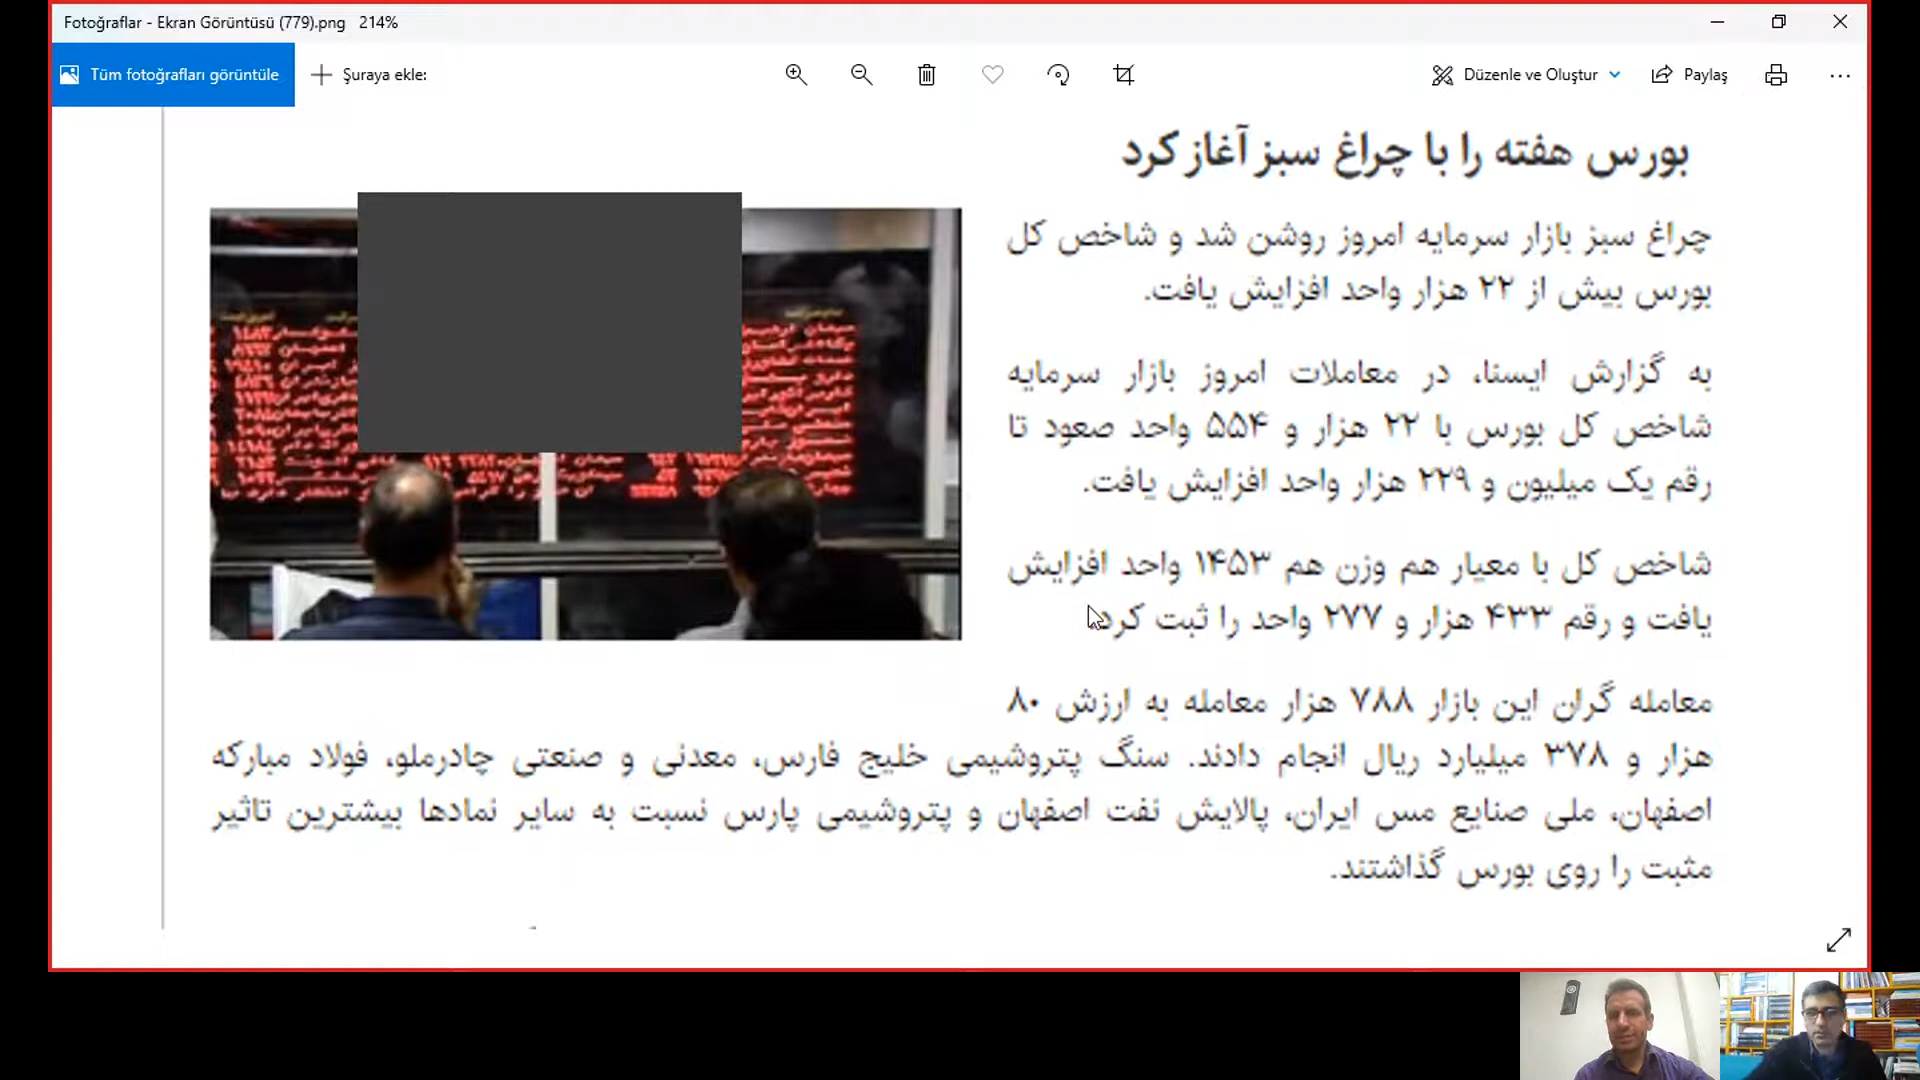 Fotoğraflar - Ekran Görüntüsü (779).png 214%
Tüm fotoğrafları görüntüle
Şuraya ekle:
Düzenle ve Oluştur
Paylaş
بورس هفته را با چراغ سبز آغاز کرد
چراغ سبز بازار سرمایه امروز روشن شد و شاخص کل
بورس بیش از ۲۲ هزار واحد افزایش یافت.
به گزارش ایسنا، در معاملات امروز بازار سرمایه
شاخص کل بورس با ۲۲ هزار و ۵۵۴ واحد صعود تا
رقم یک میلیون و ۲۲۹ هزار واحد افزایش یافت.
شاخص کل با معیار هم وزن هم ۱۴۵۳ واحد افزایش
یافت و رقم ۴۳۳ هزار و ۲۷۷ واحد را ثبت کرد
معامله گران این بازار ۷۸۸ هزار معامله به ارزش ۸۰
هزار و ۳۷۸ میلیارد ریال انجام دادند. سنگ پتروشیمی خلیج فارس، معدنی و صنعتی چادرملو، فولاد مبارکه
اصفهان، ملی صنایع مس ایران، پالایش نفت اصفهان و پتروشیمی پارس نسبت به سایر نمادها بیشترین تاثیر
مثبت را روی بورس گذاشتند.